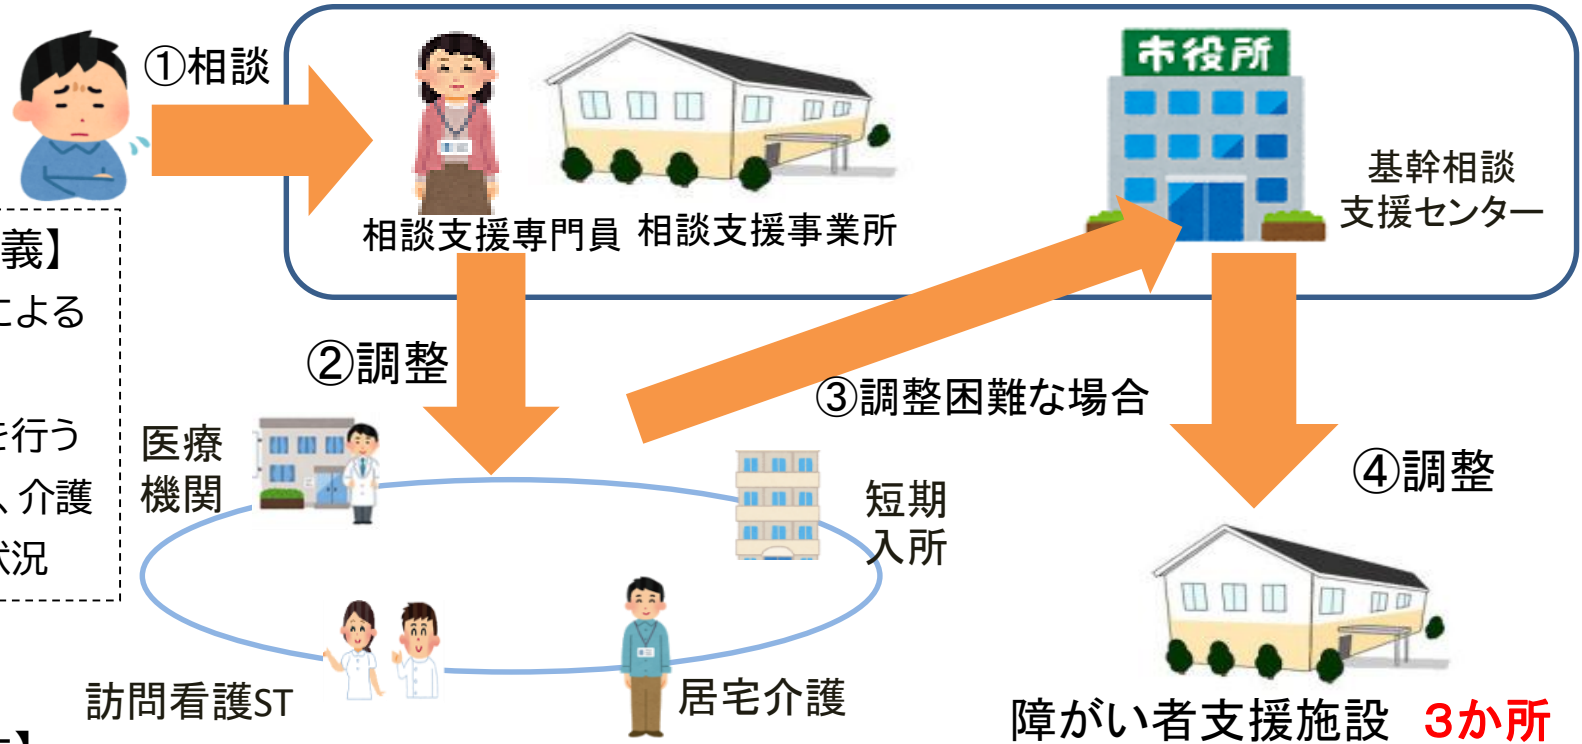 ①相談
市役所
基幹相談
支援センター
相談支援専門員
相談支援事業所
義】
による
を行う
、介護
状況
②調整
③調整困難な場合
④調整
医療
機関
短期
入所
訪問看護ST
居宅介護
障がい者支援施設 3か所